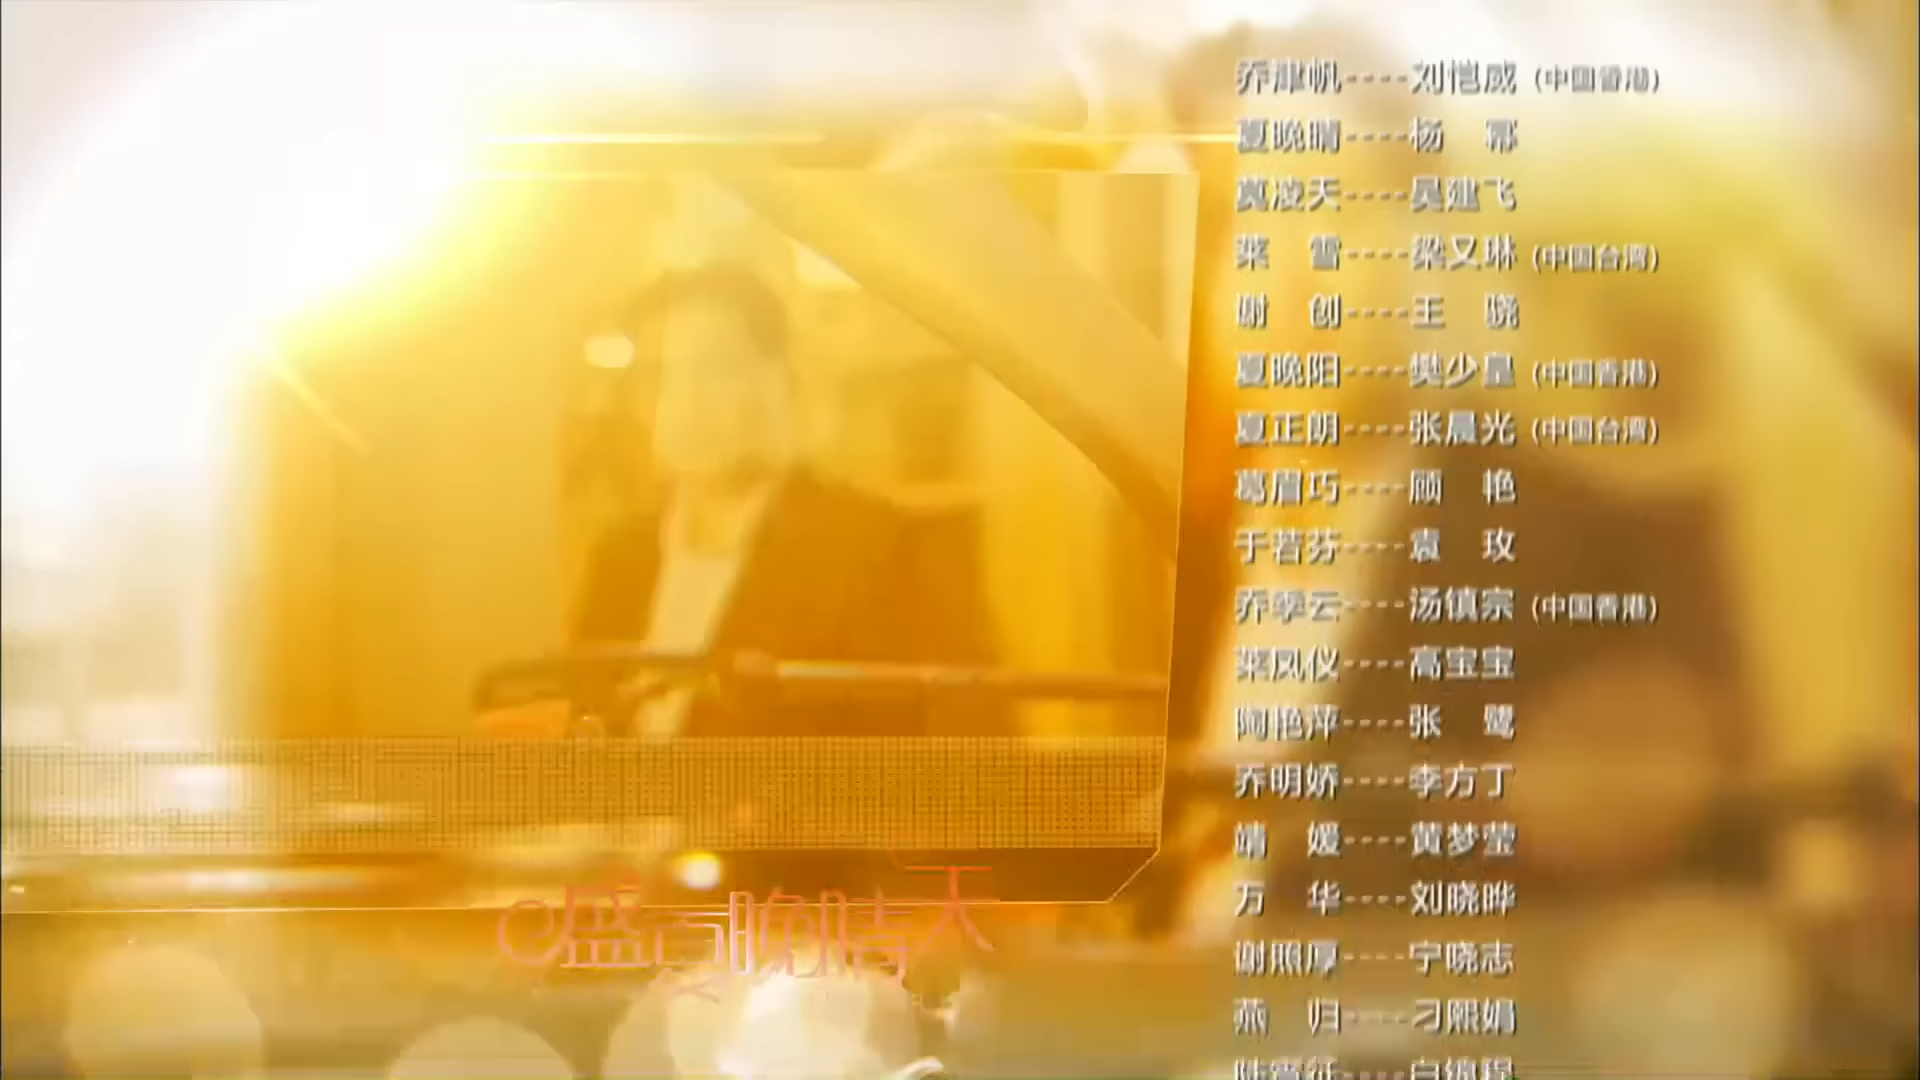 乔津帆----刘恺威 (中国香港)
夏晚晴----杨 幂
莫凌天----吴建飞
莱 雪----梁又琳 (中国台湾)
谢 创----王 骁
夏晚阳----樊少皇 (中国香港)
夏正朗----张晨光 (中国台湾)
葛眉巧----顾 艳
于若芬----袁 玫
乔季云----汤镇宗 (中国香港)
莱凤仪----高宝宝
陶艳萍----张 鹭
乔明娇----李方丁
靖 媛----黄梦莹
万 华----刘晓晔
谢照厚----宁晓志
燕 归----刁熙娟
盛夏晚晴天